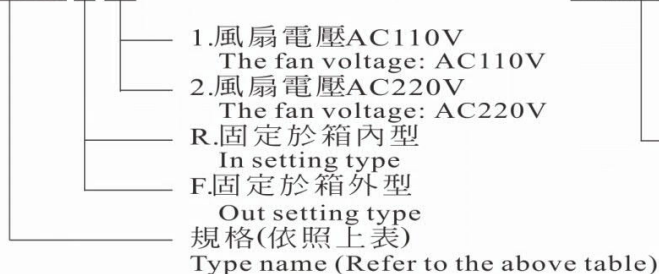 1.風扇電壓AC110V
The fan voltage: AC110V
2.風扇電壓AC220V
The fan voltage: AC220V
R.固定於箱內型
In setting type
F.固定於箱外型
Out setting type
規格(依照上表)
Type name (Refer to the above table)